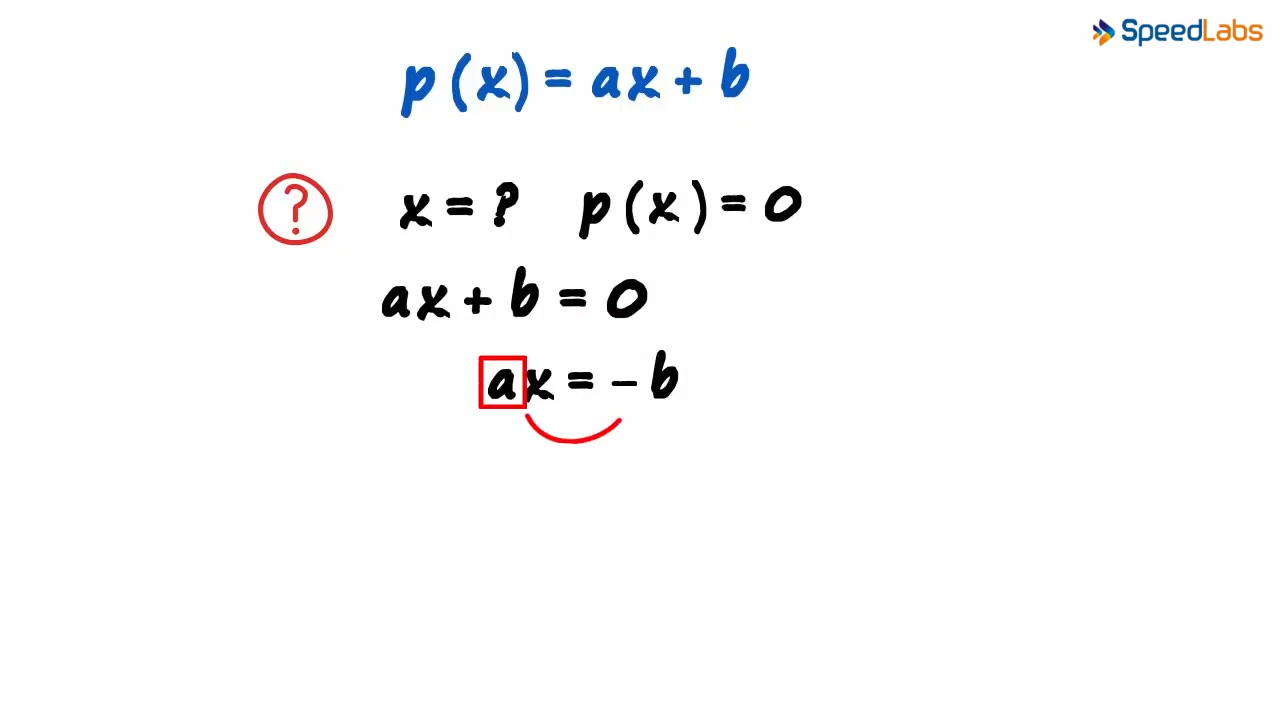 SpeedLabs
p(x) = ax + b
? x = ? p(x) = 0
ax + b = 0
ax = - b